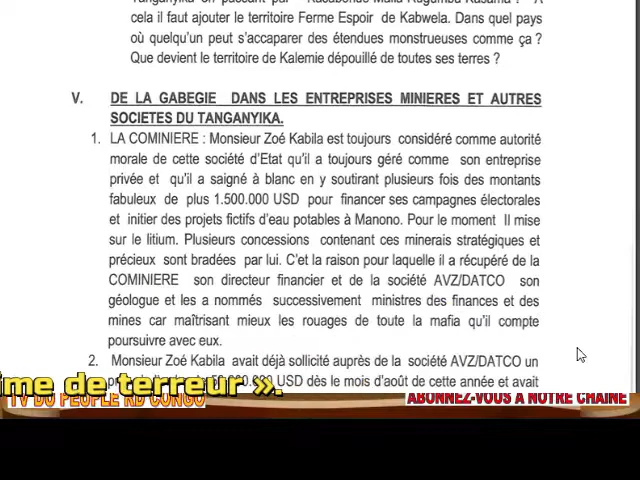 Tanganyika en passant par Kasabondo Maila Kagumba Kasama ? A
cela il faut ajouter le territoire Ferme Espoir de Kabwela. Dans quel pays
où quelqu'un peut s'accaparer des étendues monstrueuses comme ça ?
Que devient le territoire de Kalemie dépouillé de toutes ses terres ?
V. DE LA GABEGIE DANS LES ENTREPRISES MINIERES ET AUTRES
SOCIETES DU TANGANYIKA.
1. LA COMINIERE : Monsieur Zoé Kabila est toujours considéré comme autorité
morale de cette société d'Etat qu'il a toujours géré comme son entreprise
privée et qu'il a saigné à blanc en y soutirant plusieurs fois des montants
fabuleux de plus 1.500.000 USD pour financer ses campagnes électorales
et initier des projets fictifs d'eau potables à Manono. Pour le moment Il mise
sur le litium. Plusieurs concessions contenant ces minerais stratégiques et
précieux sont bradées par lui. C'et la raison pour laquelle il a récupéré de la
COMINIERE son directeur financier et de la société AVZ/DATCO son
géologue et les a nommés successivement ministres des finances et des
mines car maîtrisant mieux les rouages de toute la mafia qu'il compte
poursuivre avec eux.
2. Monsieur Zoé Kabila avait déjà sollicité auprès de la société AVZ/DATCO un
USD dès le mois d'août de cette année et avait
ime de terreur ».
TV DU PEUPLE RD CONGO
ABONNEZ-VOUS A NOTRE CHAINE